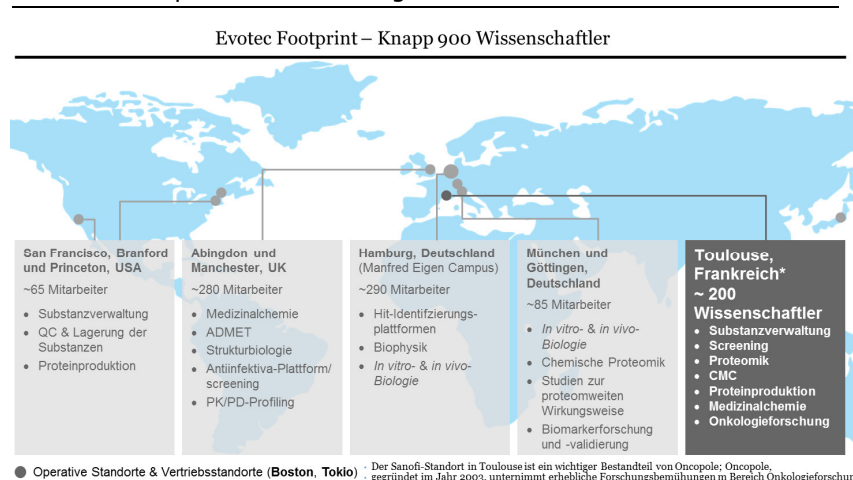 Evotec Footprint – Knapp 900 Wissenschaftler
San Francisco, Branford
und Princeton, USA
~65 Mitarbeiter
• Substanzverwaltung
• QC & Lagerung der
Substanzen
• Proteinproduktion
Abingdon und
Manchester, UK
~280 Mitarbeiter
• Medizinalchemie
• ADMET
• Strukturbiologie
• Antiinfektiva-Plattform/
screening
• PK/PD-Profiling
Hamburg, Deutschland
(Manfred Eigen Campus)
~290 Mitarbeiter
• Hit-Identifzierungs-
plattformen
• Biophysik
• In vitro- & in vivo-
Biologie
München und
Göttingen,
Deutschland
~85 Mitarbeiter
• In vitro- & in vivo-
Biologie
• Chemische Proteomik
• Studien zur
proteomweiten
Wirkungsweise
• Biomarkerforschung
und -validierung
Toulouse,
Frankreich*
~ 200
Wissenschaftler
• Substanzverwaltung
• Screening
• Proteomik
• CMC
• Proteinproduktion
• Medizinalchemie
• Onkologieforschung
Operative Standorte & Vertriebsstandorte (Boston, Tokio)
Der Sanofi-Standort in Toulouse ist ein wichtiger Bestandteil von Oncopole; Oncopole,
gegründet im Jahr 2003, unternimmt erhebliche Forschungsbemühungen m Bereich Onkologieforschun